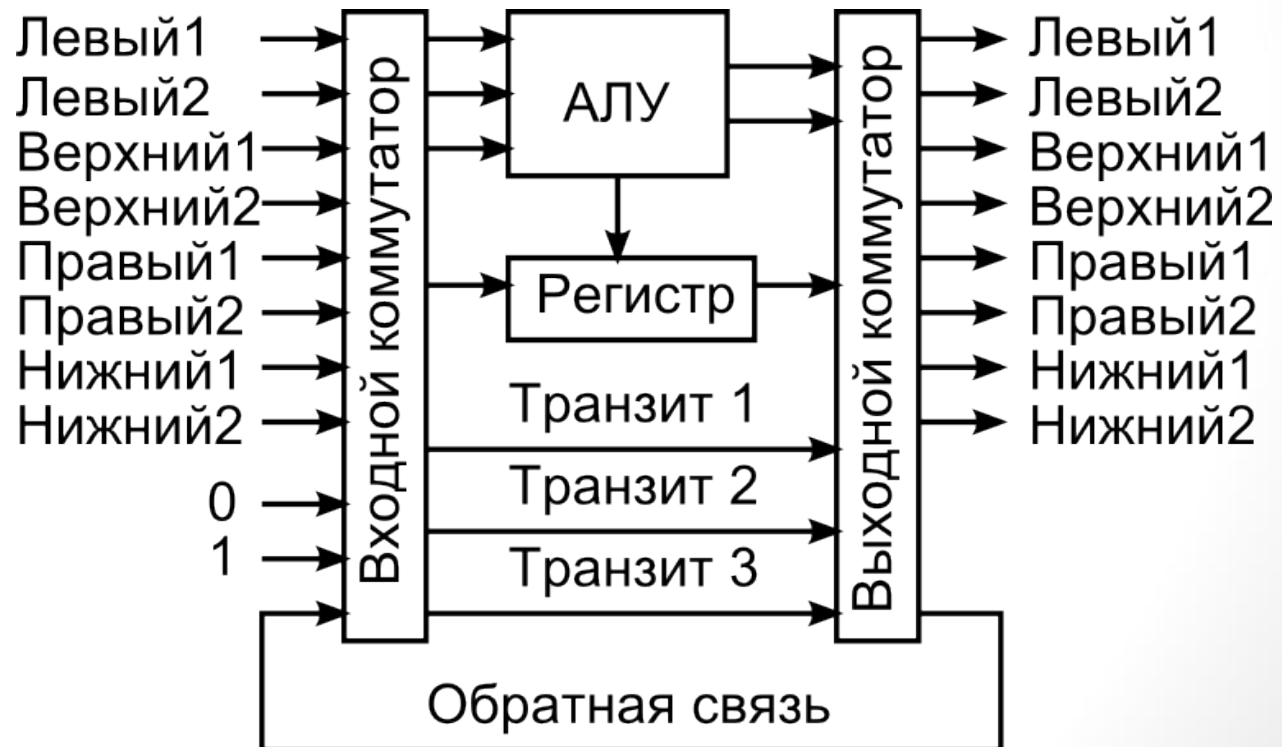 Левый1
Левый2
Верхний1
Верхний2
Правый1
Правый2
Нижний1
Нижний2
0
1
Входной коммутатор
АЛУ
Регистр
Транзит 1
Транзит 2
Транзит 3
Обратная связь
Выходной коммутатор
Левый1
Левый2
Верхний1
Верхний2
Правый1
Правый2
Нижний1
Нижний2